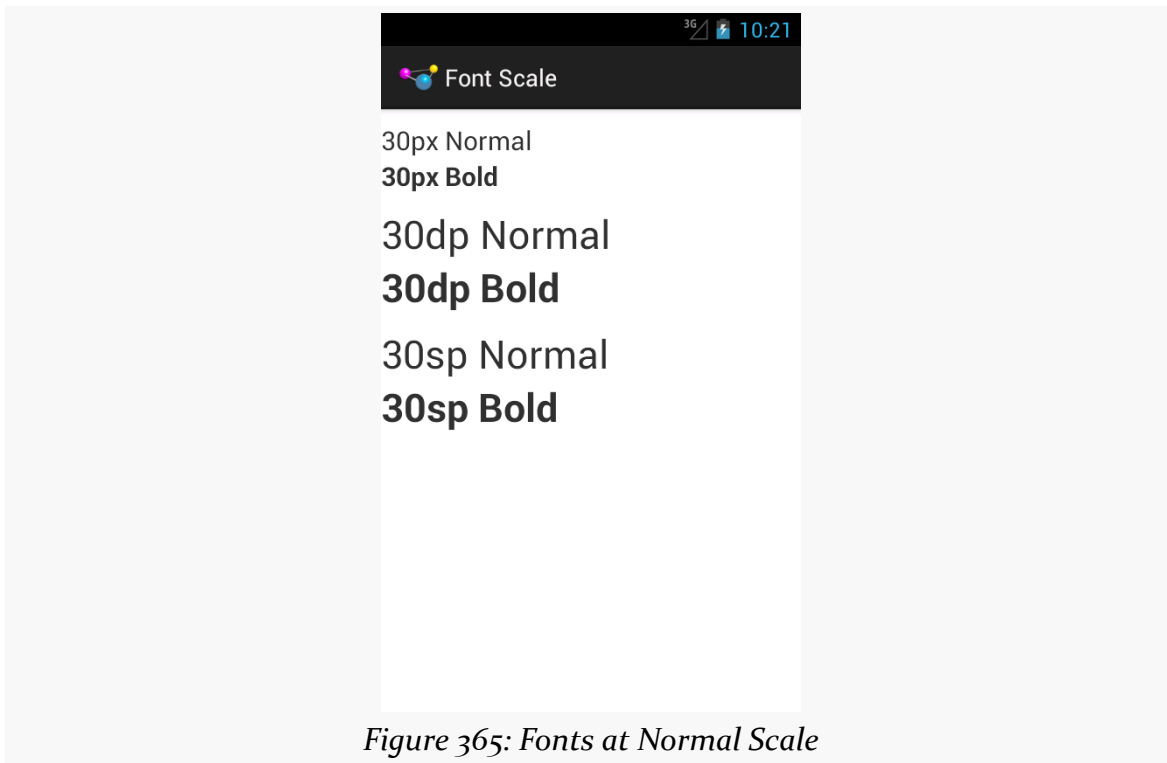 3G 10:21
Font Scale
30px Normal
30px Bold
30dp Normal
30dp Bold
30sp Normal
30sp Bold
Figure 365: Fonts at Normal Scale